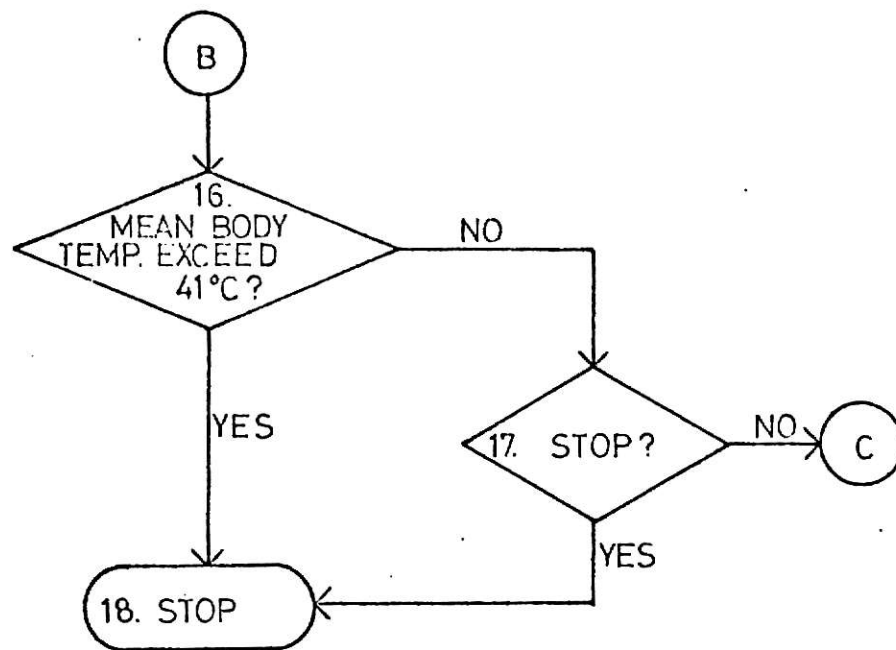 B
16.
MEAN BODY
TEMP. EXCEED
41°C?
NO
YES
17. STOP?
NO
C
YES
18. STOP